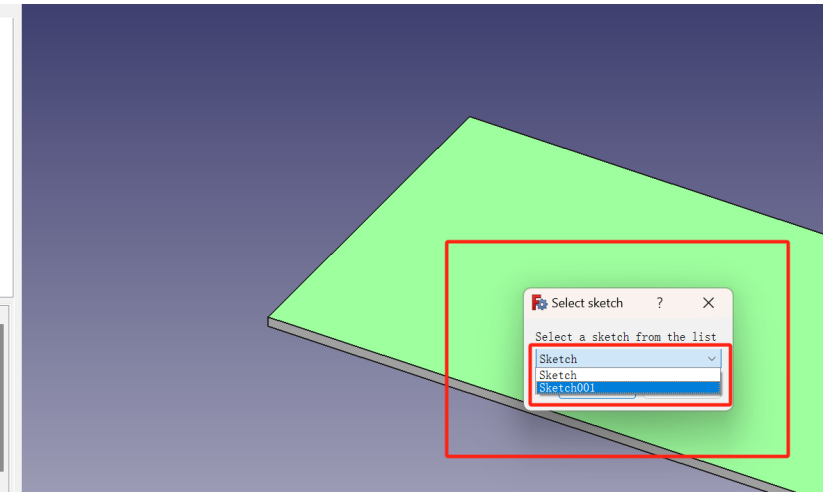 Select sketch
?
Select a sketch from the list
Sketch
Sketch
Sketch001